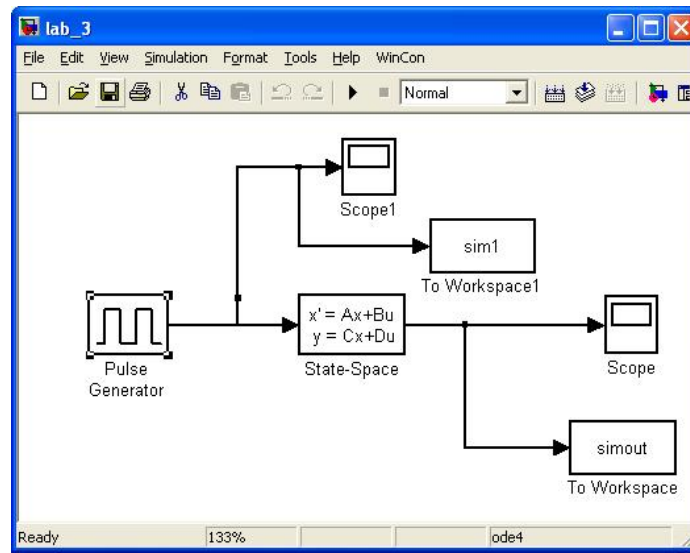 lab_3
File Edit View Simulation Format Tools Help WinCon
Normal
Scope1
sim1
To Workspace1
x' = Ax+Bu
y = Cx+Du
Pulse
Generator
State-Space
Scope
simout
To Workspace
Ready 133% ode4